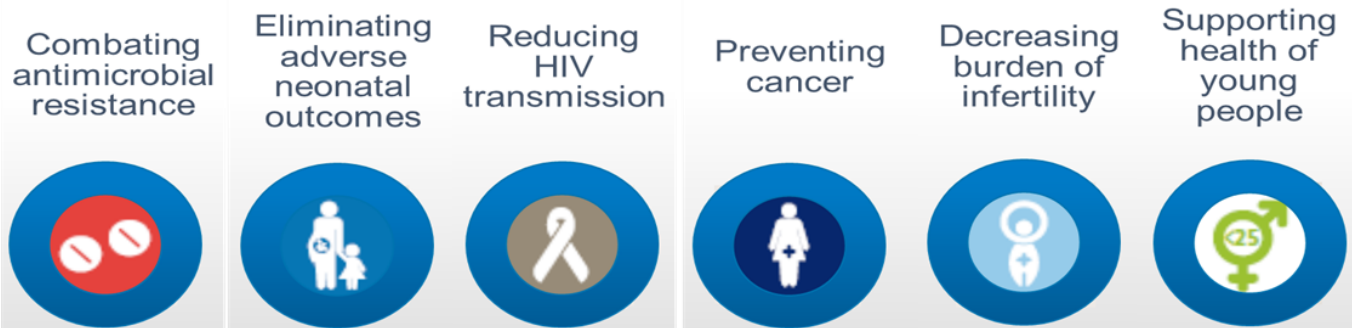 Combating
antimicrobial
resistance
Eliminating
adverse
neonatal
outcomes
Reducing
HIV
transmission
Preventing
cancer
Decreasing
burden of
infertility
Supporting
health of
young
people
<25